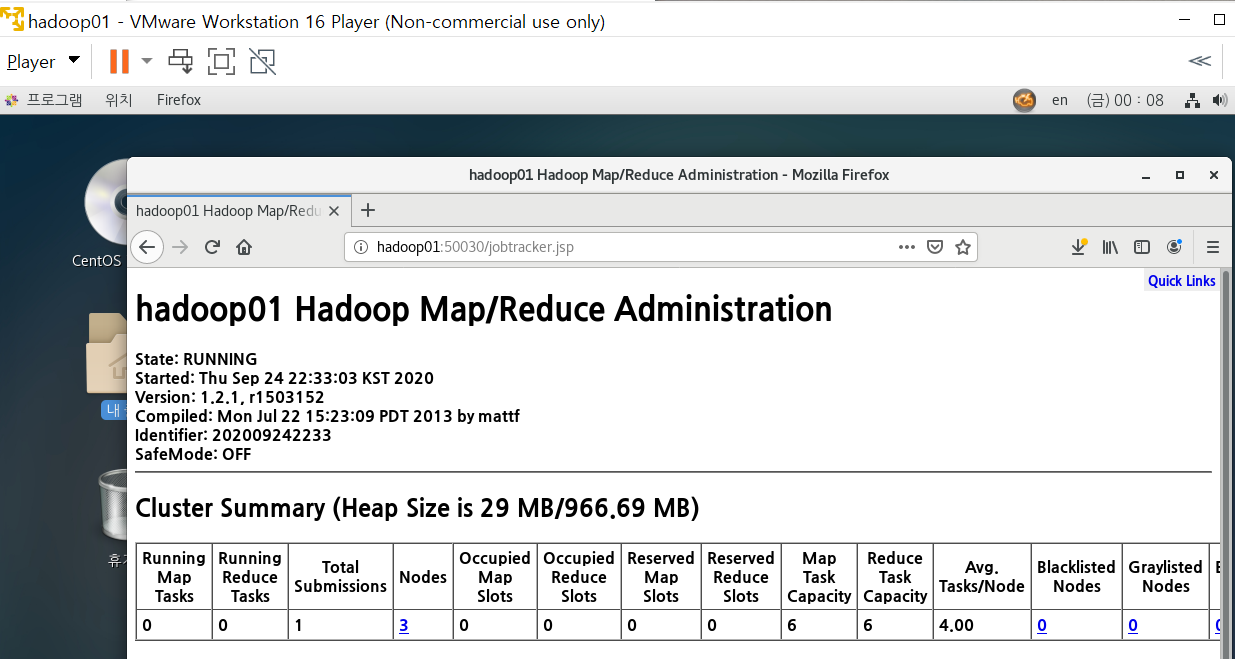 hadoop01 - VMware Workstation 16 Player (Non-commercial use only)
Player
프로그램 위치 Firefox en (금) 00 : 08
hadoop01 Hadoop Map/Reduce Administration - Mozilla Firefox
hadoop01 Hadoop Map/Redu
hadoop01:50030/jobtracker.jsp
CentOS
Quick Links
hadoop01 Hadoop Map/Reduce Administration
State: RUNNING
Started: Thu Sep 24 22:33:03 KST 2020
Version: 1.2.1, r1503152
Compiled: Mon Jul 22 15:23:09 PDT 2013 by mattf
Identifier: 202009242233
SafeMode: OFF
내
Cluster Summary (Heap Size is 29 MB/966.69 MB)
Running Map Tasks Running Reduce Tasks Total Submissions Nodes Occupied Map Slots Occupied Reduce Slots Reserved Map Slots Reserved Reduce Slots Map Task Capacity Reduce Task Capacity Avg. Tasks/Node Blacklisted Nodes Graylisted Nodes
0 0 1 3 0 0 0 0 6 6 4.00 0 0 0